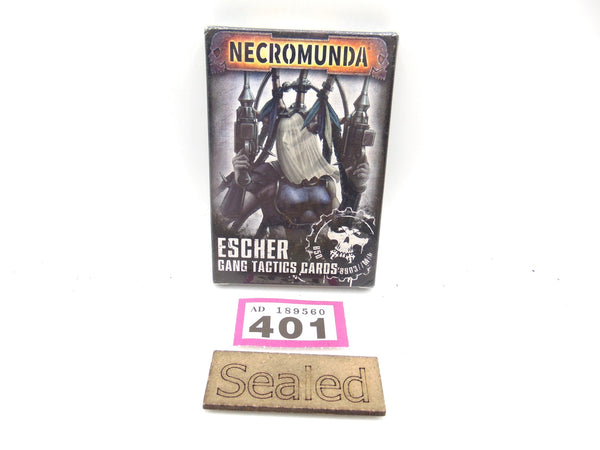 NECROMUNDA
ESCHER
GANG TACTICS CARDS
AD 189560
401
Sealed